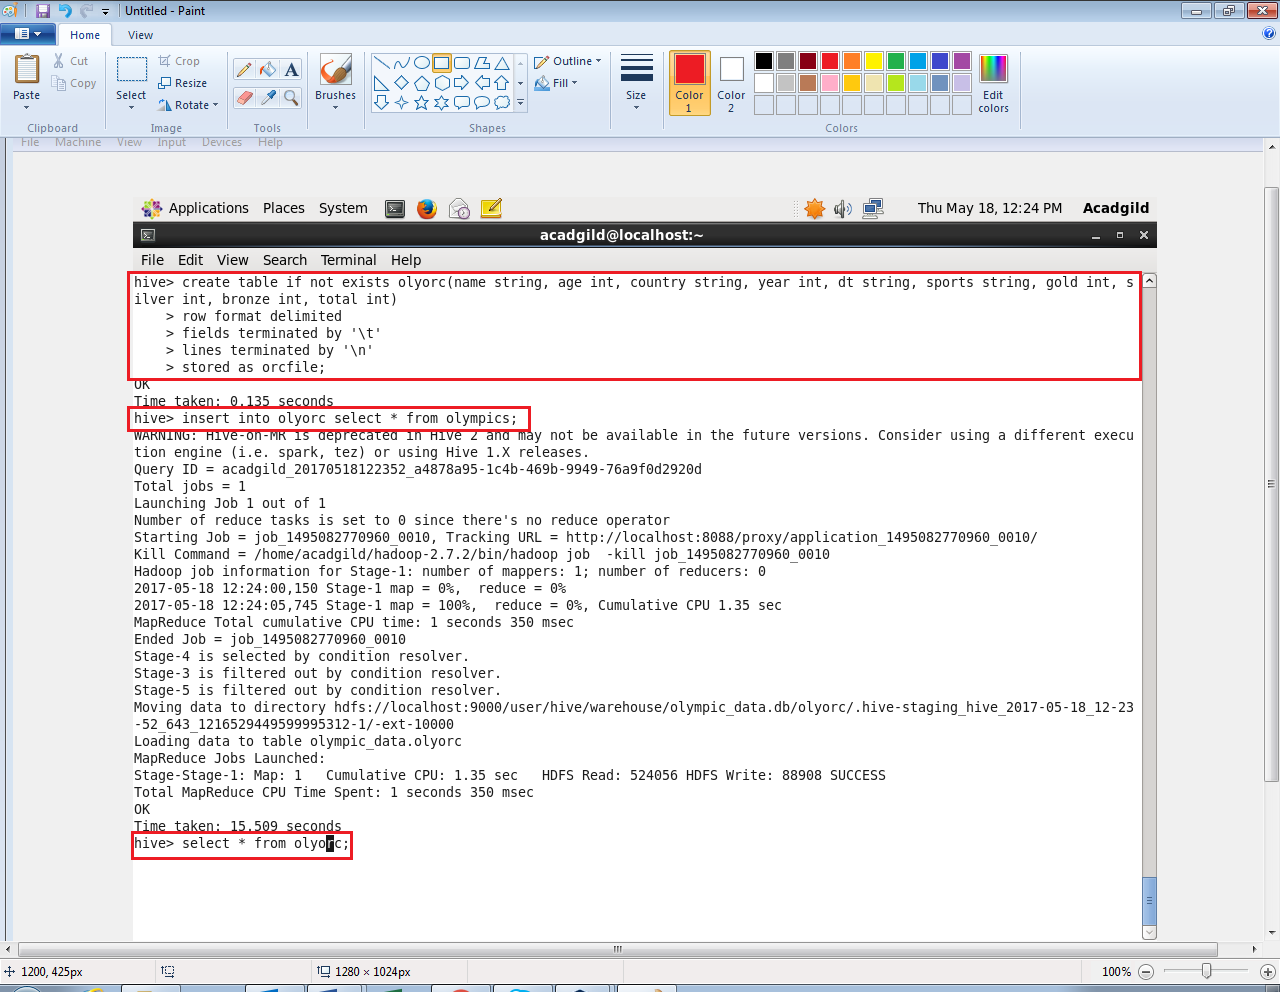 Untitled - Paint
Home View
Paste Cut Copy Clipboard
Select Crop Resize Rotate Image
A Tools
Brushes
Outline Fill Shapes
Size
Color 1 Color 2 Edit colors Colors
File Machine View Input Devices Help
Applications Places System Thu May 18, 12:24 PM Acadgild
acadgild@localhost:~
File Edit View Search Terminal Help
hive> create table if not exists olyorc(name string, age int, country string, year int, dt string, sports string, gold int, s
ilver int, bronze int, total int)
    > row format delimited
    > fields terminated by '\t'
    > lines terminated by '\n'
    > stored as orcfile;
OK
Time taken: 0.135 seconds
hive> insert into olyorc select * from olympics;
WARNING: Hive-on-MR is deprecated in Hive 2 and may not be available in the future versions. Consider using a different execu
tion engine (i.e. spark, tez) or using Hive 1.X releases.
Query ID = acadgild_20170518122352_a4878a95-1c4b-469b-9949-76a9f0d2920d
Total jobs = 1
Launching Job 1 out of 1
Number of reduce tasks is set to 0 since there's no reduce operator
Starting Job = job_1495082770960_0010, Tracking URL = http://localhost:8088/proxy/application_1495082770960_0010/
Kill Command = /home/acadgild/hadoop-2.7.2/bin/hadoop job  -kill job_1495082770960_0010
Hadoop job information for Stage-1: number of mappers: 1; number of reducers: 0
2017-05-18 12:24:00,150 Stage-1 map = 0%,  reduce = 0%
2017-05-18 12:24:05,745 Stage-1 map = 100%,  reduce = 0%, Cumulative CPU 1.35 sec
MapReduce Total cumulative CPU time: 1 seconds 350 msec
Ended Job = job_1495082770960_0010
Stage-4 is selected by condition resolver.
Stage-3 is filtered out by condition resolver.
Stage-5 is filtered out by condition resolver.
Moving data to directory hdfs://localhost:9000/user/hive/warehouse/olympic_data.db/olyorc/.hive-staging_hive_2017-05-18_12-23
-52_643_1216529449599995312-1/-ext-10000
Loading data to table olympic_data.olyorc
MapReduce Jobs Launched:
Stage-Stage-1: Map: 1   Cumulative CPU: 1.35 sec   HDFS Read: 524056 HDFS Write: 88908 SUCCESS
Total MapReduce CPU Time Spent: 1 seconds 350 msec
OK
Time taken: 15.509 seconds
hive> select * from olyorc;
1200, 425px 1280 × 1024px 100%